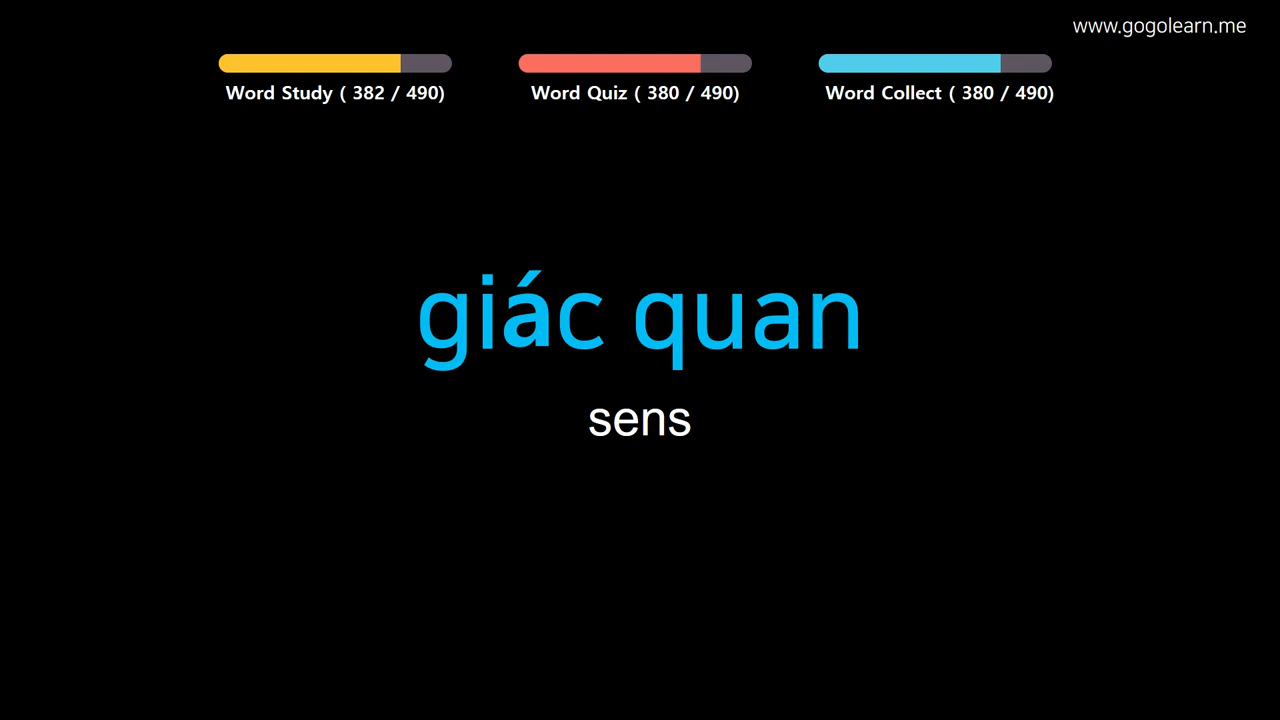 www.gogolearn.me
Word Study ( 382 / 490)
Word Quiz ( 380 / 490)
Word Collect ( 380 / 490)
giác quan
sens